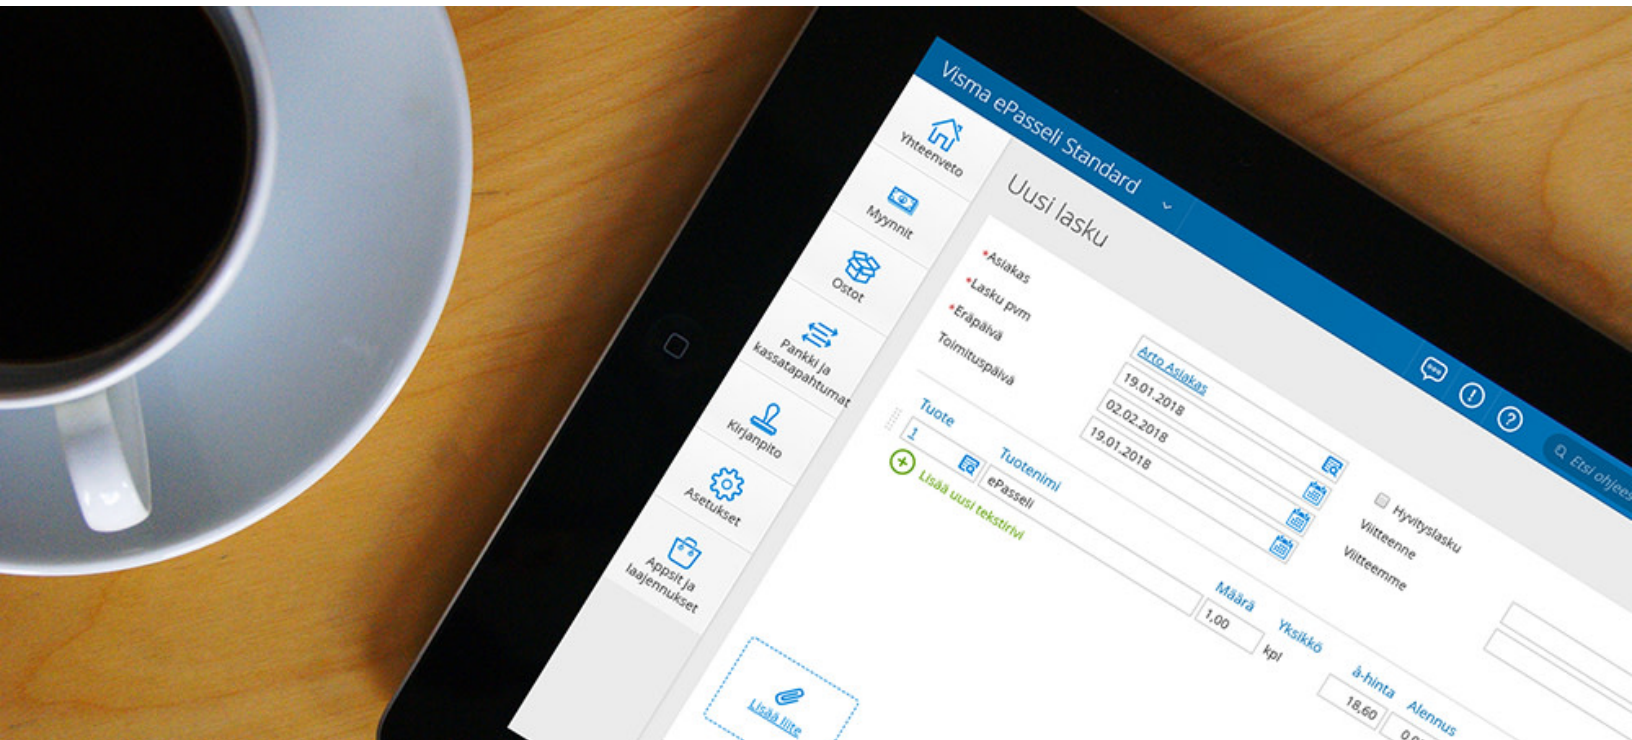 Visma ePasseli Standard
Yhteenveto
Myynnit
Ostot
Pankki ja
kassatapahtumat
Kirjanpito
Asetukset
Appsit ja
laajennukset
Uusi lasku
*Asiakas
*Lasku pvm
*Eräpäivä
Toimituspäivä
Arto Asiakas
19.01.2018
02.02.2018
19.01.2018
Hyvityslasku
Viitteenne
Viitteemme
Tuote
Tuotenimi
Määrä
Yksikkö
à-hinta
Alennus
1
ePasseli
1,00
kpl
18,60
Lisää uusi tekstirivi
Lisää liite
Etsi